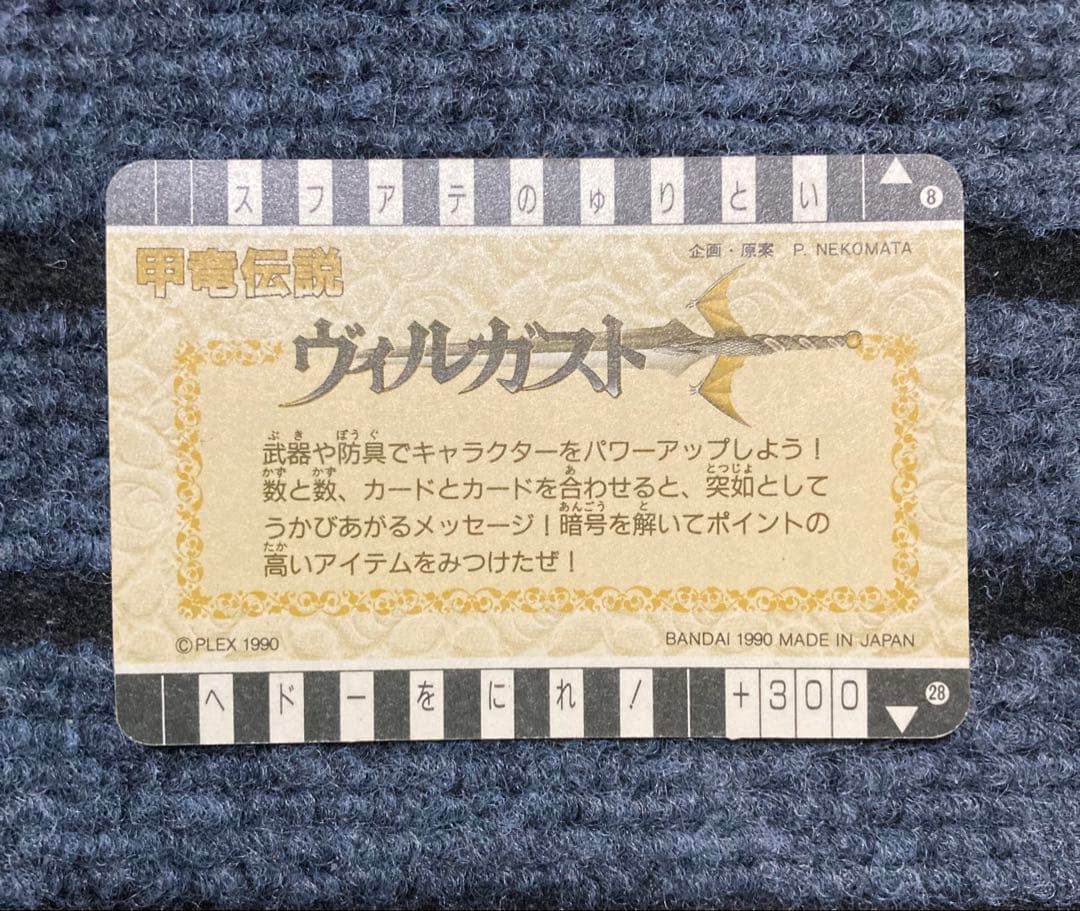 スファテのゅりとい ▲ 8
企画・原案 P. NEKOMATA
甲竜伝説
ヴィルガスト
武器や防具でキャラクターをパワーアップしよう！
数と数、カードとカードを合わせると、突如として
うかびあがるメッセージ！暗号を解いてポイントの
高いアイテムをみつけたぜ！
©PLEX 1990
BANDAI 1990 MADE IN JAPAN
ヘドーをにれ！ +300 ▼ 28